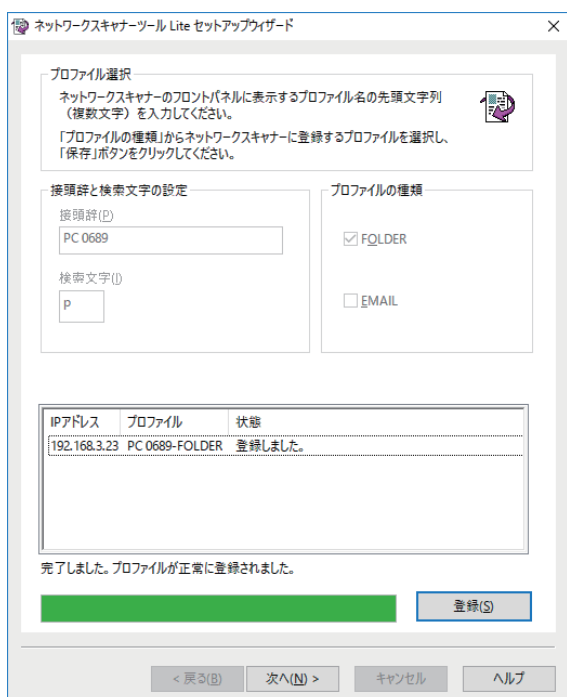 ネットワークスキャナーツール Lite セットアップウィザード
プロファイル選択
ネットワークスキャナーのフロントパネルに表示するプロファイル名の先頭文字列
（複数文字）を入力してください。
「プロファイルの種類」からネットワークスキャナーに登録するプロファイルを選択し、
「保存」ボタンをクリックしてください。
接頭辞と検索文字の設定
接頭辞(P)
PC 0689
検索文字(I)
p
プロファイルの種類
FOLDER
EMAIL
IPアドレス プロファイル 状態
192.168.3.23 PC 0689-FOLDER 登録しました。
完了しました。プロファイルが正常に登録されました。
登録(S)
< 戻る(B) 次へ(N) > キャンセル ヘルプ